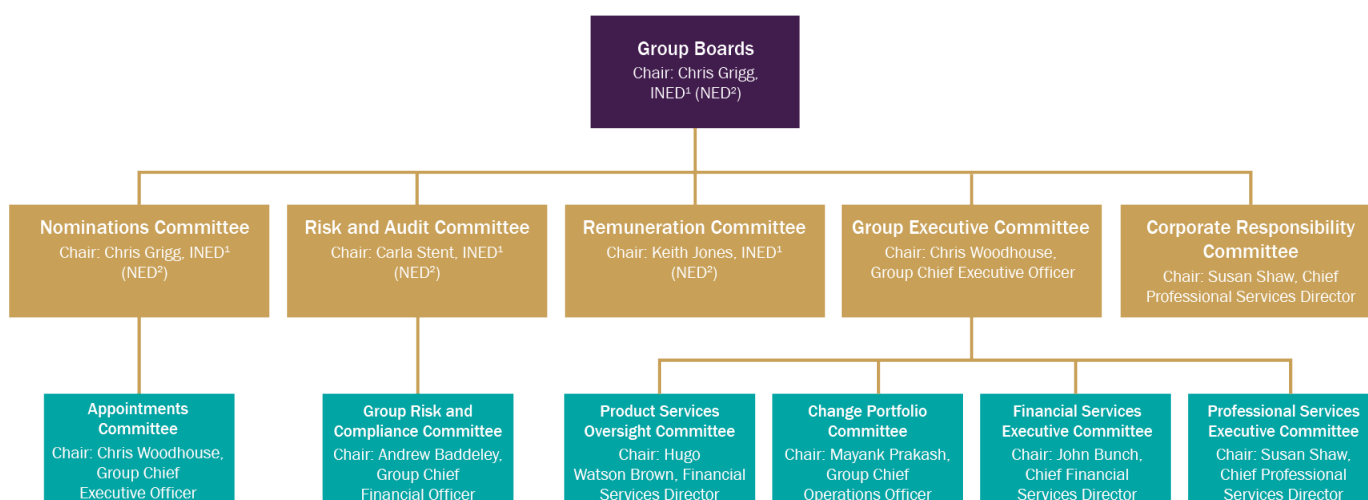 Group Boards
Chair: Chris Grigg,
INED¹ (NED²)
Nominations Committee
Chair: Chris Grigg, INED¹
(NED²)
Risk and Audit Committee
Chair: Carla Stent, INED¹
(NED²)
Remuneration Committee
Chair: Keith Jones, INED¹
(NED²)
Group Executive Committee
Chair: Chris Woodhouse,
Group Chief Executive Officer
Corporate Responsibility
Committee
Chair: Susan Shaw, Chief
Professional Services Director
Appointments
Committee
Chair: Chris Woodhouse,
Group Chief
Executive Officer
Group Risk and
Compliance Committee
Chair: Andrew Baddeley,
Group Chief
Financial Officer
Product Services
Oversight Committee
Chair: Hugo
Watson Brown, Financial
Services Director
Change Portfolio
Committee
Chair: Mayank Prakash,
Group Chief
Operations Officer
Financial Services
Executive Committee
Chair: John Bunch,
Chief Financial
Services Director
Professional Services
Executive Committee
Chair: Susan Shaw,
Chief Professional
Services Director